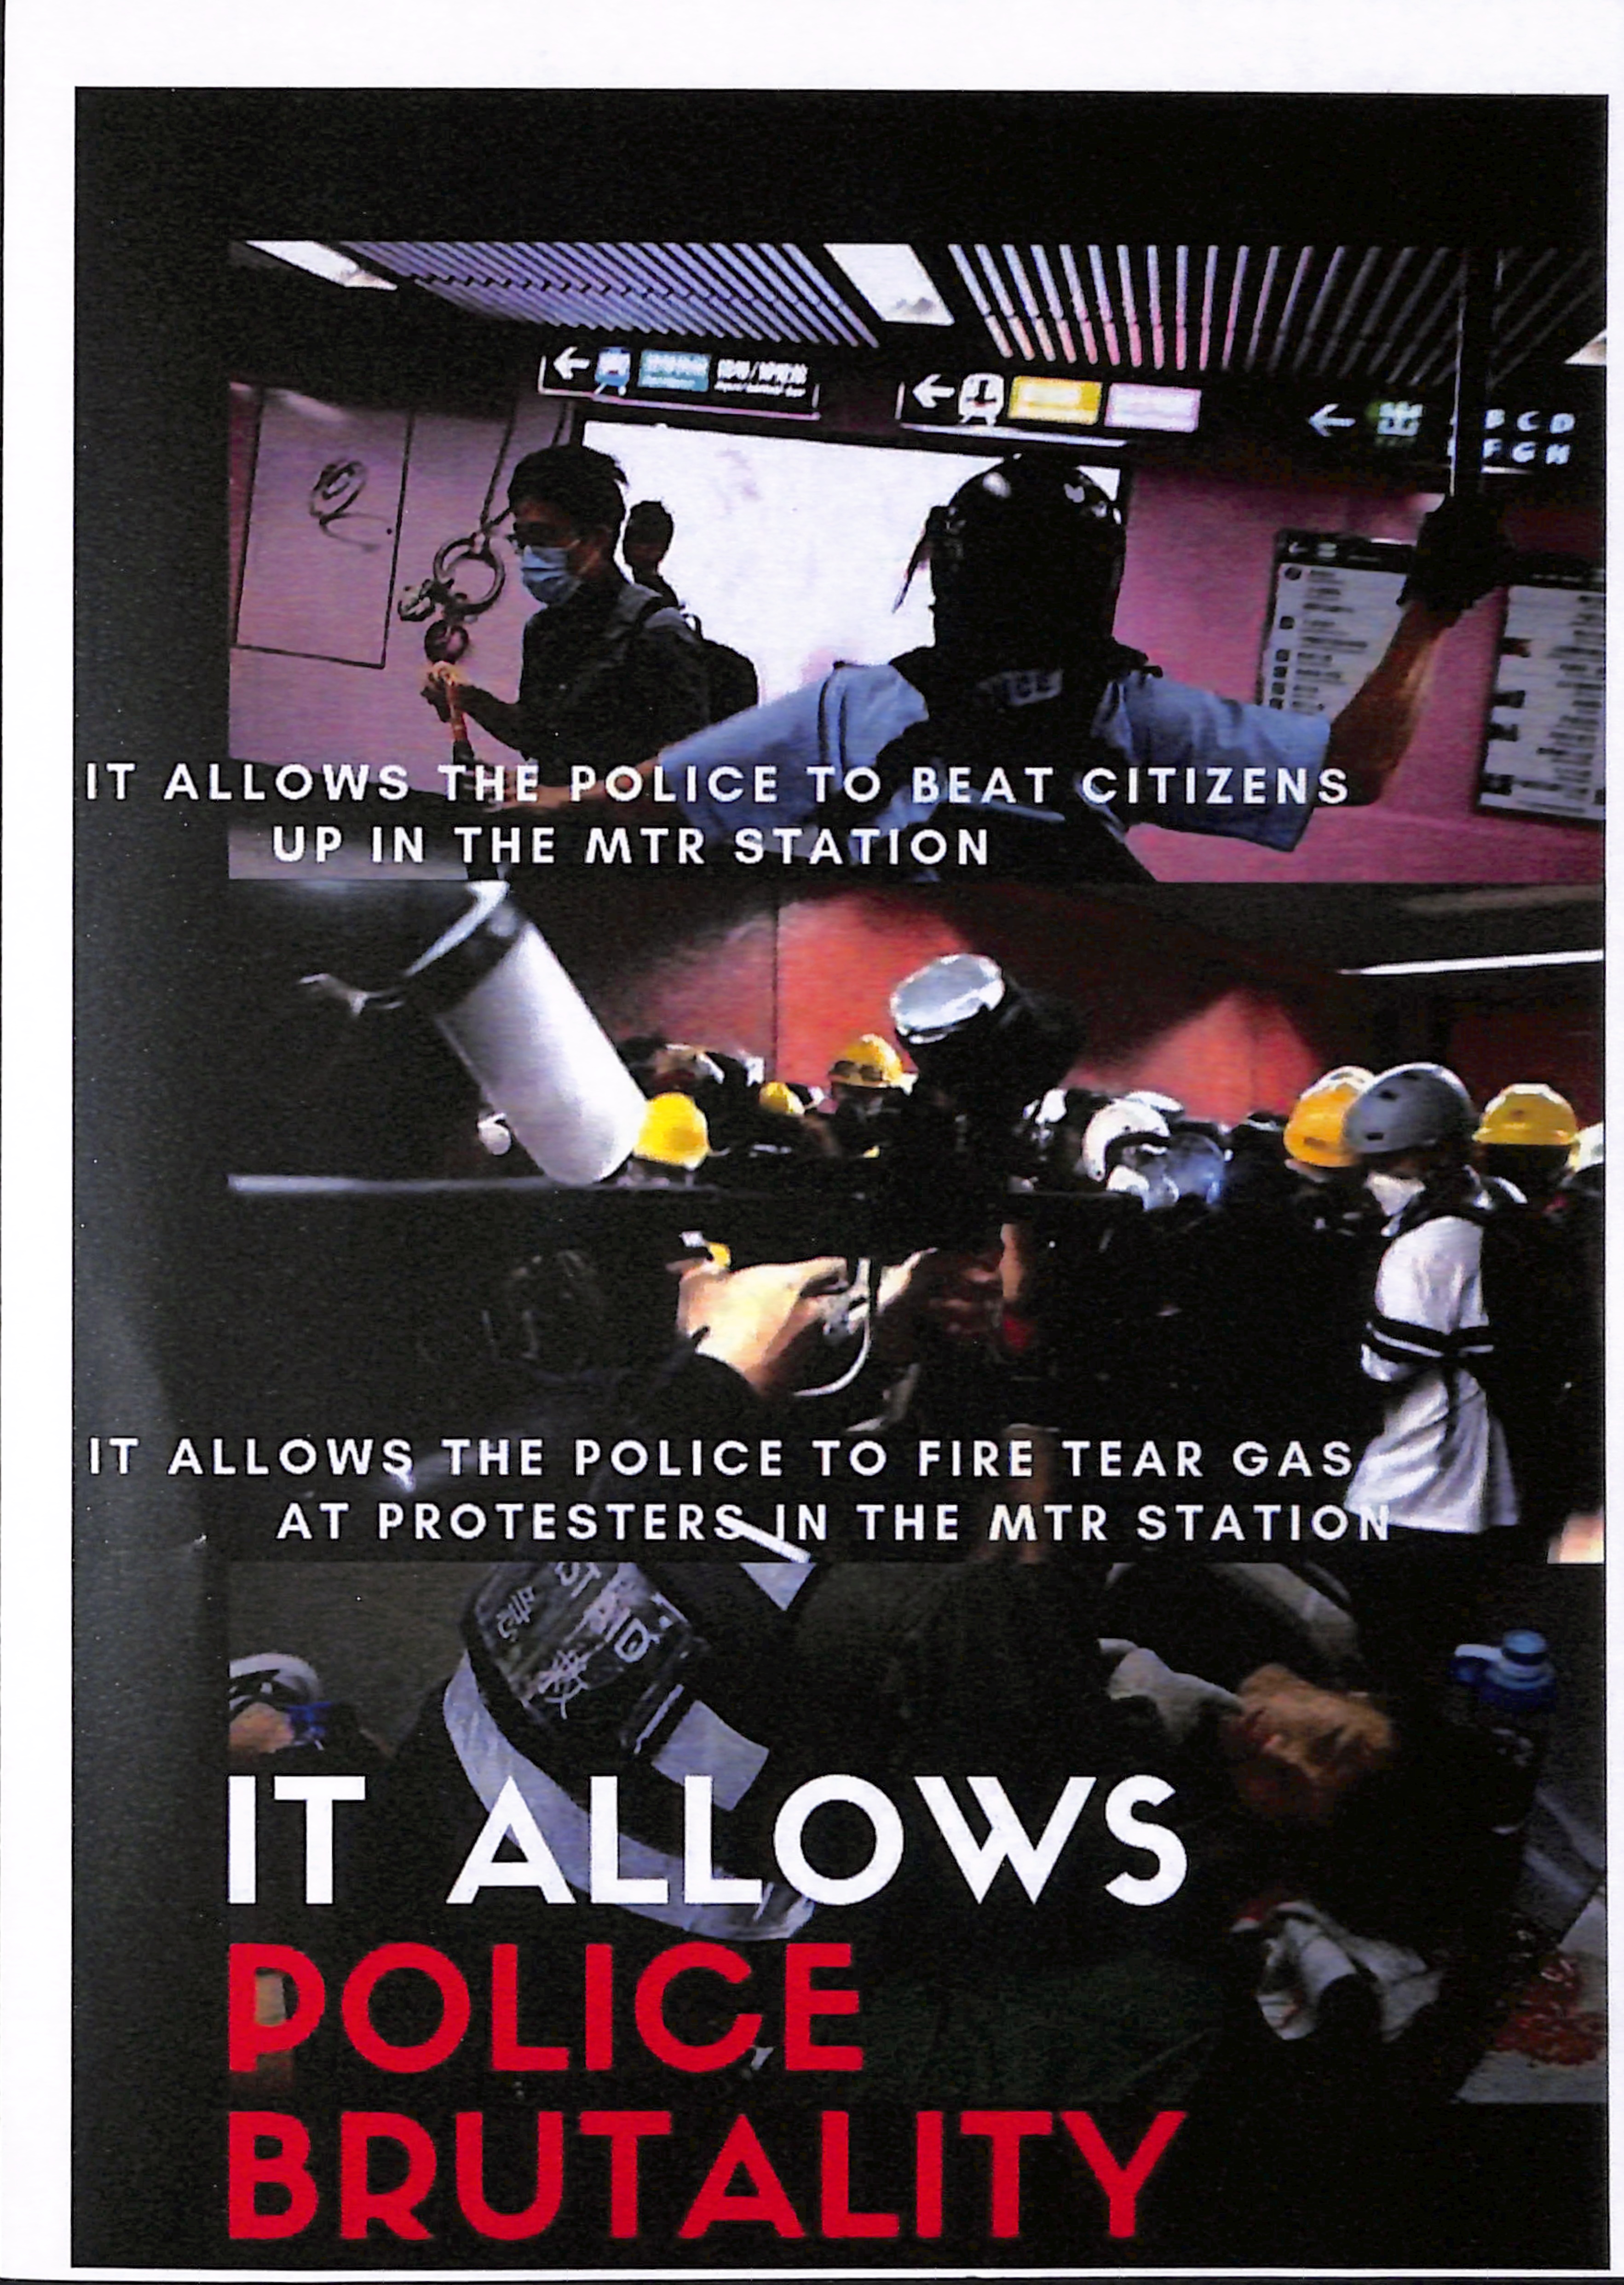 B C D
F G H
IT ALLOWS THE POLICE TO BEAT CITIZENS
UP IN THE MTR STATION
IT ALLOWS THE POLICE TO FIRE TEAR GAS
AT PROTESTERS IN THE MTR STATION
IT ALLOWS
POLICE
BRUTALITY